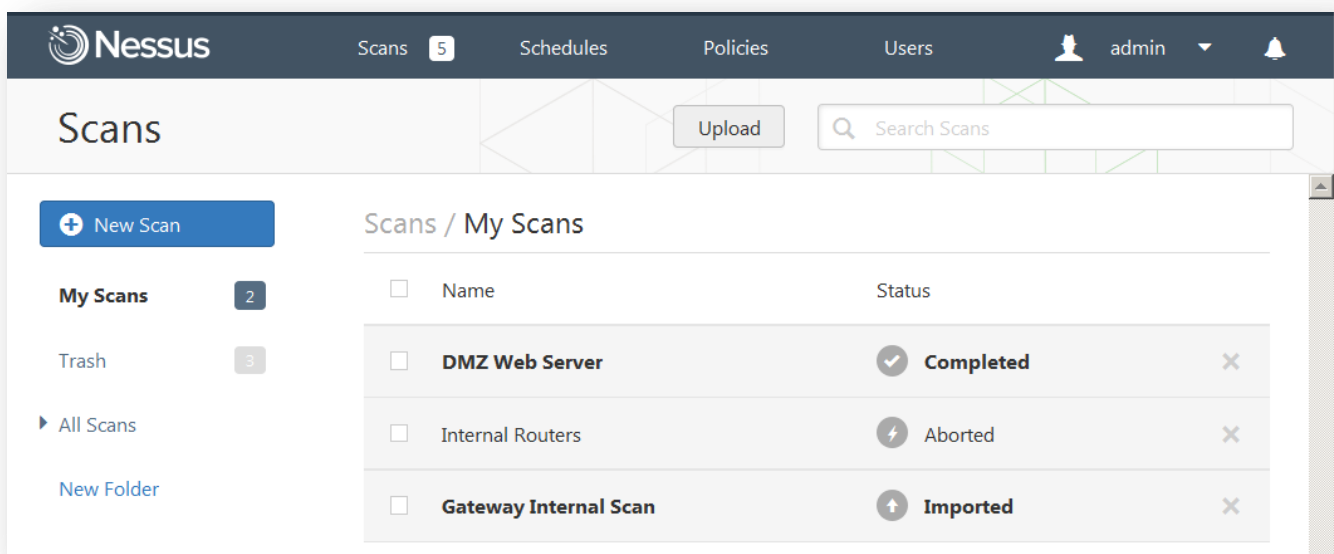 Nessus Scans 5 Schedules Policies Users admin
Scans Upload Search Scans
New Scan
Scans / My Scans
My Scans 2
Name Status
Trash 3
DMZ Web Server Completed
All Scans
Internal Routers Aborted
New Folder
Gateway Internal Scan Imported